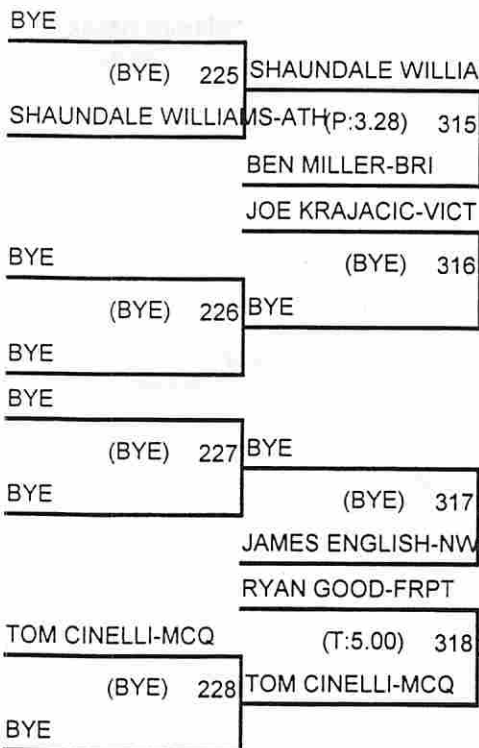 BYE
(BYE) 225 SHAUNDALE WILLIA
SHAUNDALE WILLIAMS-ATH (P:3.28) 315
BEN MILLER-BRI
JOE KRAJACIC-VICT
BYE (BYE) 316
(BYE) 226 BYE
BYE
BYE
(BYE) 227 BYE
BYE (BYE) 317
JAMES ENGLISH-NW
RYAN GOOD-FRPT
TOM CINELLI-MCQ (T:5.00) 318
(BYE) 228 TOM CINELLI-MCQ
BYE